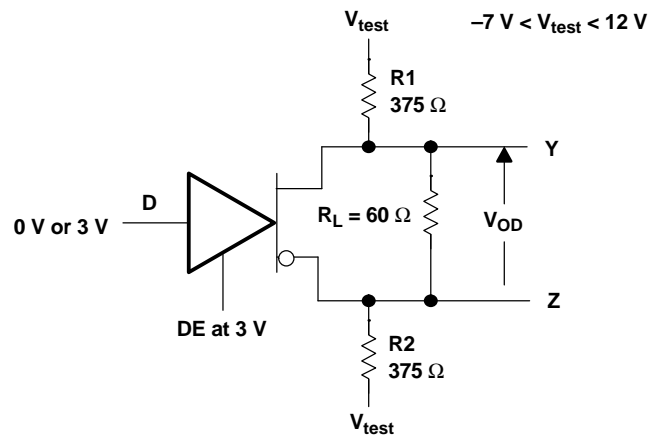 V_test
–7 V < V_test < 12 V
R1
375 Ω
Y
D
0 V or 3 V
R_L = 60 Ω
V_OD
Z
DE at 3 V
R2
375 Ω
V_test